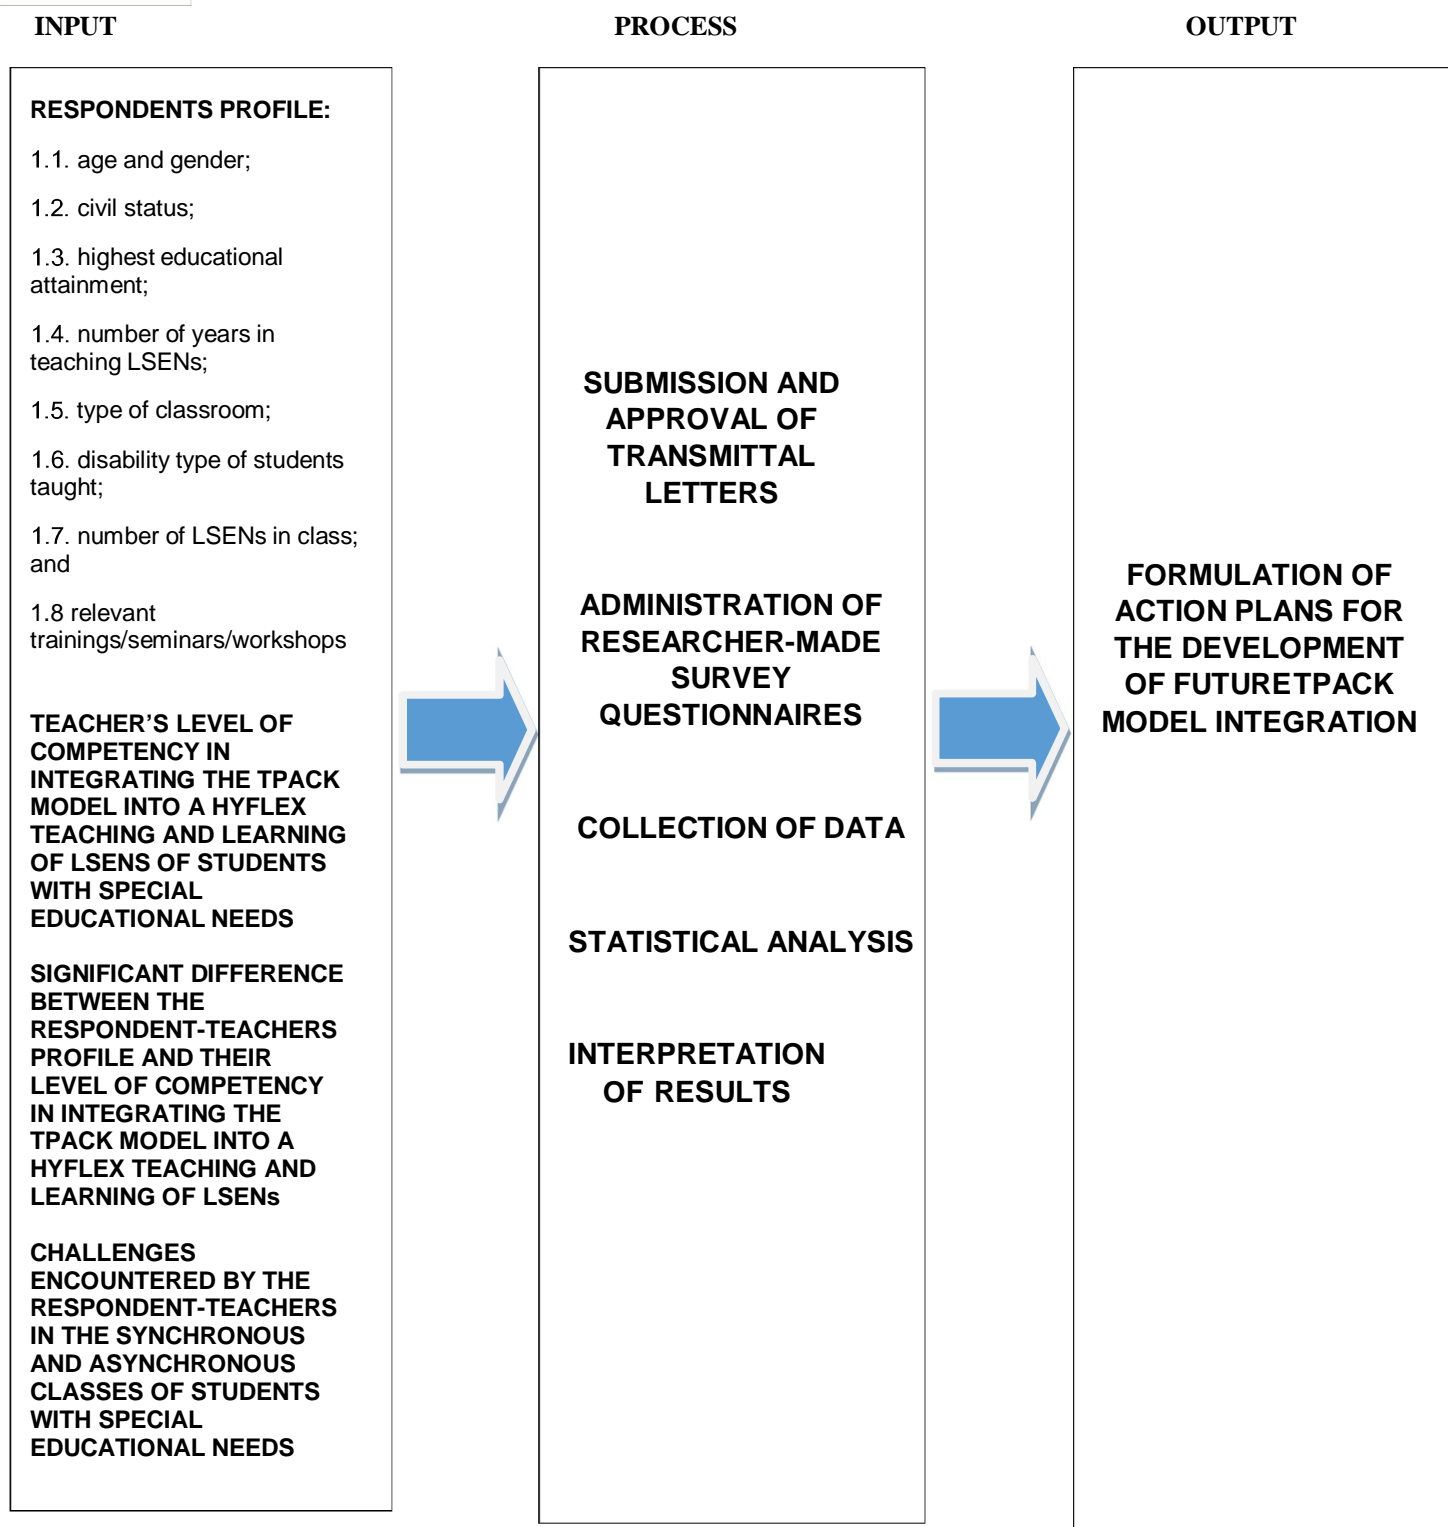 INPUT
PROCESS
OUTPUT
RESPONDENTS PROFILE:
1.1. age and gender;
1.2. civil status;
1.3. highest educational
attainment;
1.4. number of years in
teaching LSENs;
1.5. type of classroom;
1.6. disability type of students
taught;
1.7. number of LSENs in class;
and
1.8 relevant
trainings/seminars/workshops
TEACHER’S LEVEL OF
COMPETENCY IN
INTEGRATING THE TPACK
MODEL INTO A HYFLEX
TEACHING AND LEARNING
OF LSENS OF STUDENTS
WITH SPECIAL
EDUCATIONAL NEEDS
SIGNIFICANT DIFFERENCE
BETWEEN THE
RESPONDENT-TEACHERS
PROFILE AND THEIR
LEVEL OF COMPETENCY
IN INTEGRATING THE
TPACK MODEL INTO A
HYFLEX TEACHING AND
LEARNING OF LSENs
CHALLENGES
ENCOUNTERED BY THE
RESPONDENT-TEACHERS
IN THE SYNCHRONOUS
AND ASYNCHRONOUS
CLASSES OF STUDENTS
WITH SPECIAL
EDUCATIONAL NEEDS
SUBMISSION AND
APPROVAL OF
TRANSMITTAL
LETTERS
ADMINISTRATION OF
RESEARCHER-MADE
SURVEY
QUESTIONNAIRES
COLLECTION OF DATA
STATISTICAL ANALYSIS
INTERPRETATION
OF RESULTS
FORMULATION OF
ACTION PLANS FOR
THE DEVELOPMENT
OF FUTURETPACK
MODEL INTEGRATION